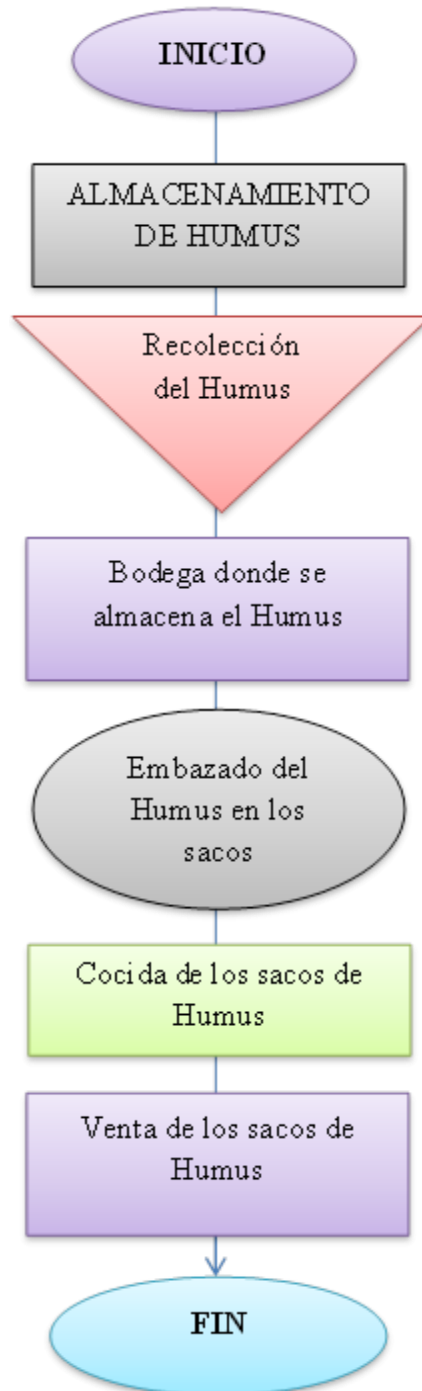 INICIO
ALMACENAMIENTO
DE HUMUS
Recolección
del Humus
Bodega donde se
almacena el Humus
Embazado del
Humus en los
sacos
Cocida de los sacos de
Humus
Venta de los sacos de
Humus
FIN